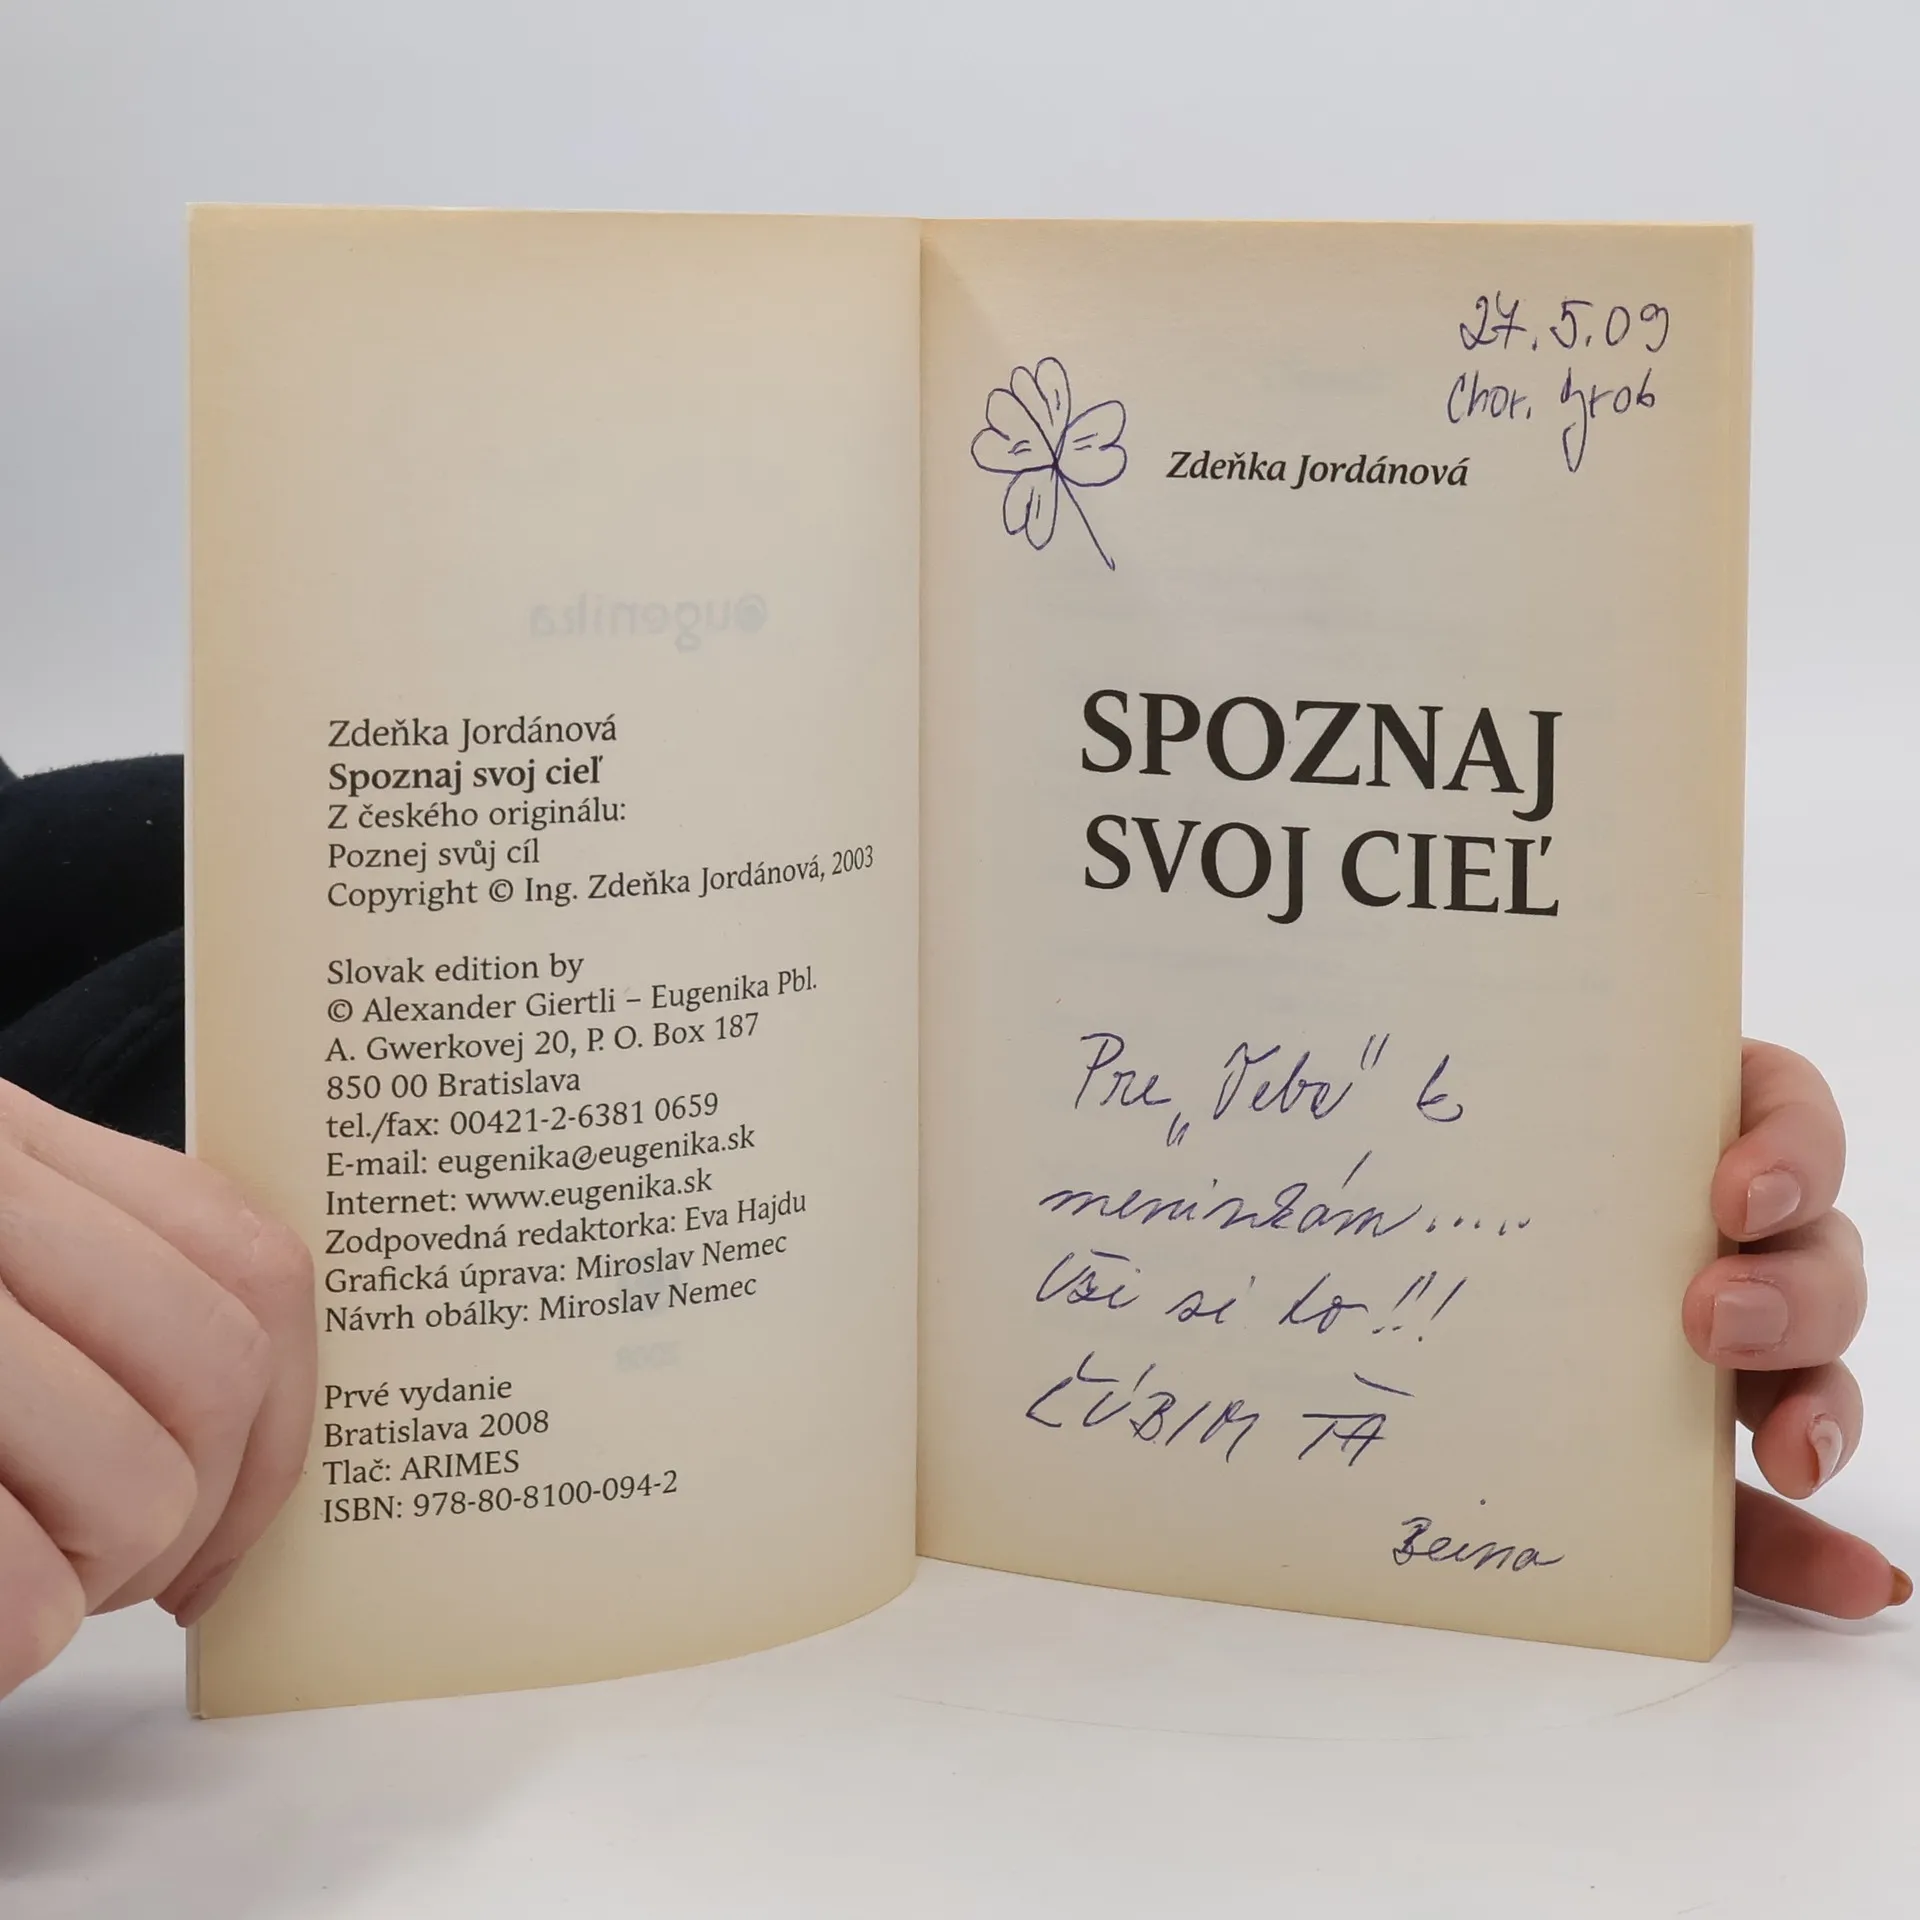 Zdeňka Jordánová
Spoznaj svoj cieľ
Z českého originálu:
Poznej svůj cíl
Copyright © Ing. Zdeňka Jordánová, 2003
Slovak edition by
© Alexander Giertli – Eugenika Pbl.
A. Gwerkovej 20, P. O. Box 187
850 00 Bratislava
tel./fax: 00421-2-6381 0659
E-mail: eugenika@eugenika.sk
Internet: www.eugenika.sk
Zodpovedná redaktorka: Eva Hajdu
Grafická úprava: Miroslav Nemec
Návrh obálky: Miroslav Nemec
Prvé vydanie
Bratislava 2008
Tlač: ARIMES
ISBN: 978-80-8100-094-2
27.5.09
Chor. Grob
Zdeňka Jordánová
SPOZNAJ
SVOJ CIEĽ
Pre „Teba" k
meninkám.....
Uži si to!!!
ĽÚBIM ŤA